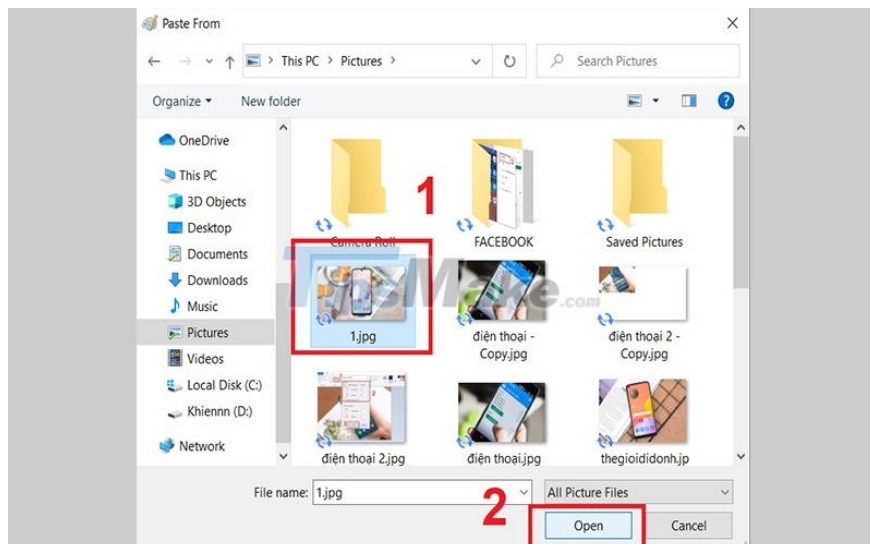 Paste From
This PC > Pictures >
Search Pictures
Organize
New folder
OneDrive
This PC
3D Objects
Desktop
Documents
Downloads
Music
Pictures
Videos
Local Disk (C:)
Khiennn (D:)
Network
1
Camera Roll
FACEBOOK
Saved Pictures
TipsMake.com
1.jpg
điện thoại -
Copy.jpg
điện thoại 2 -
Copy.jpg
điện thoại 2.jpg
điện thoại.jpg
thegioididonh.jp
File name: 1.jpg
All Picture Files
2
Open
Cancel